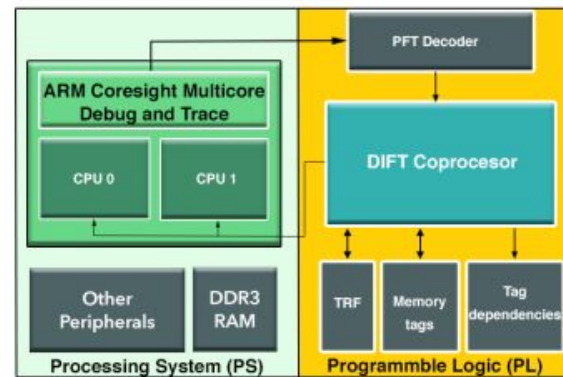 PFT Decoder
ARM Coresight Multicore
Debug and Trace
DIFT Coprocesor
CPU 0
CPU 1
Other
Peripherals
DDR3
RAM
TRF
Memory
tags
Tag
dependencies
Processing System (PS)
Programmble Logic (PL)